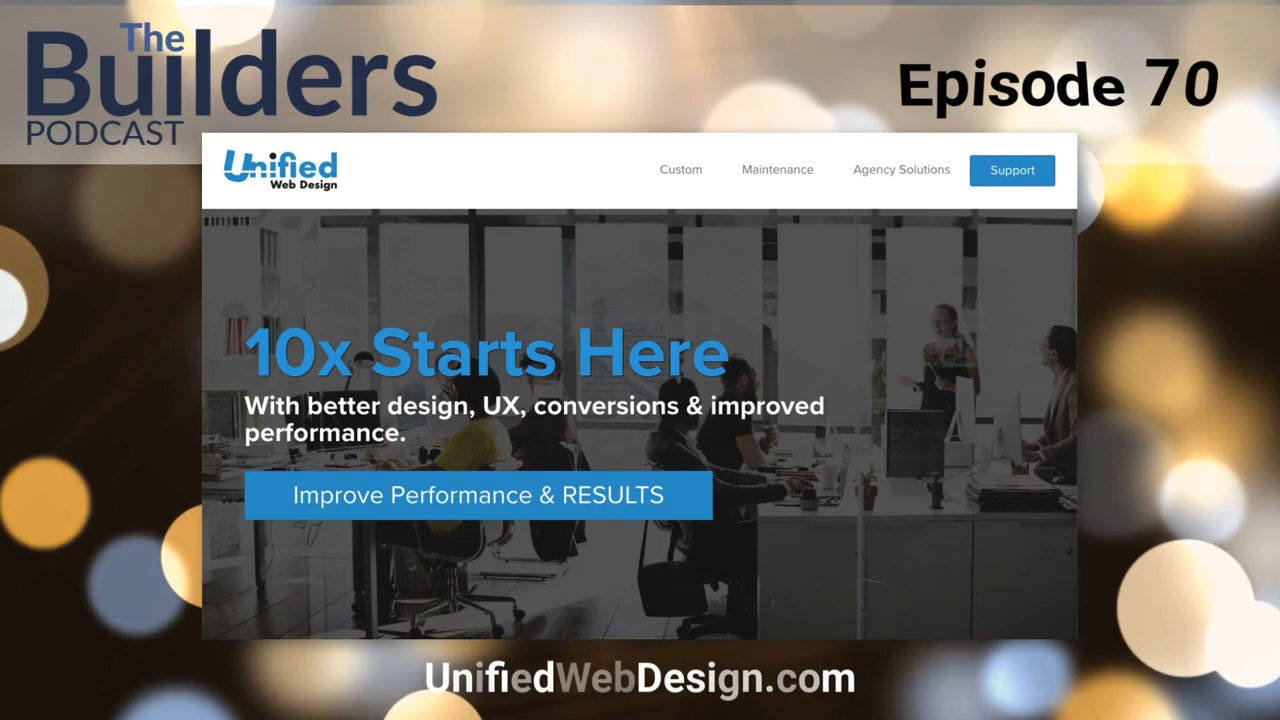 The
Builders
PODCAST
Episode 70
Unified
Web Design
Custom
Maintenance
Agency Solutions
Support
10x Starts Here
With better design, UX, conversions & improved
performance.
Improve Performance & RESULTS
UnifiedWebDesign.com